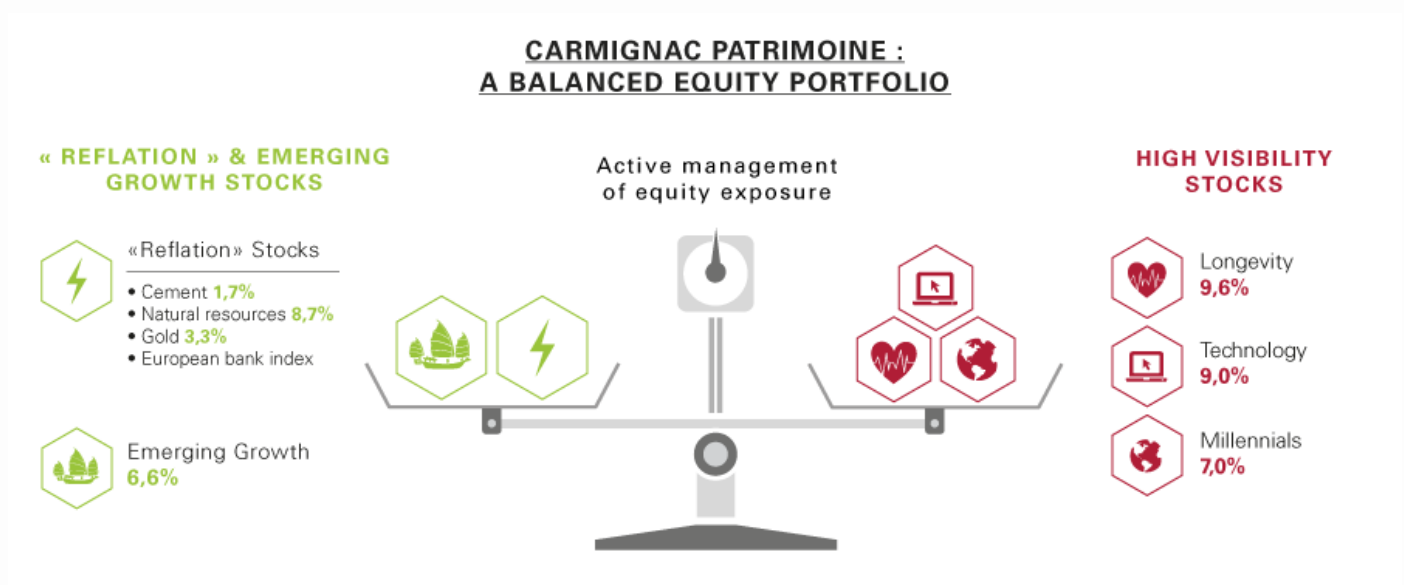 CARMIGNAC PATRIMOINE :
A BALANCED EQUITY PORTFOLIO
« REFLATION » & EMERGING
GROWTH STOCKS
«Reflation» Stocks
• Cement 1,7%
• Natural resources 8,7%
• Gold 3,3%
• European bank index
Emerging Growth
6,6%
Active management
of equity exposure
HIGH VISIBILITY
STOCKS
Longevity
9,6%
Technology
9,0%
Millennials
7,0%